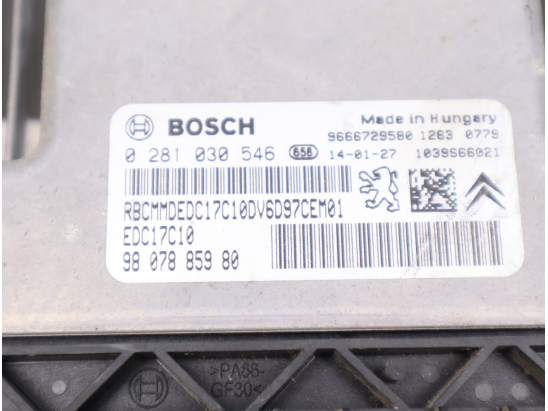 BOSCH
Made in Hungary
9666729580 1263 0779
0 281 030 546 658 14-01-27 1039S66021
RBCMMDEDC17C10DV6D97CEM01
EDC17C10
98 078 859 80
>PA66-
GF30<